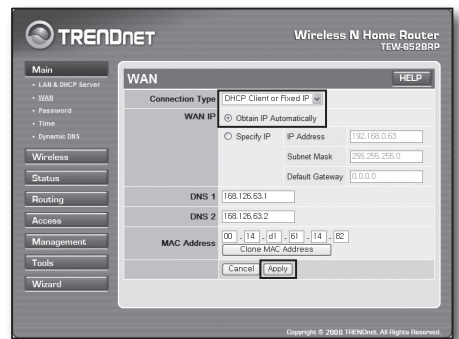 TRENDNET
Wireless N Home Router
TEW-652BRP
Main
• LAN & DHCP Server
• WAN
• Password
• Time
• Dynamic DNS
Wireless
Status
Routing
Access
Management
Tools
Wizard
WAN
HELP
Connection Type DHCP Client or Fixed IP
WAN IP Obtain IP Automatically
Specify IP IP Address 192.168.0.63
Subnet Mask 255.255.255.0
Default Gateway 0.0.0.0
DNS 1 168.126.63.1
DNS 2 168.126.63.2
MAC Address 00 - 14 - d1 - 61 - 14 - 82
Clone MAC Address
Cancel Apply
Copyright © 2008 TRENDnet. All Rights Reserved.